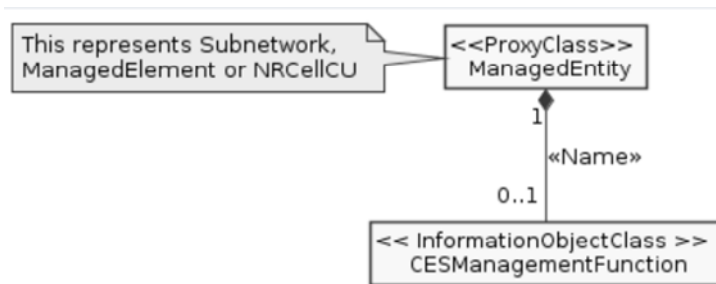 This represents Subnetwork,
ManagedElement or NRCellCU
<<ProxyClass>>
ManagedEntity
1
«Name»
0..1
<< InformationObjectClass >>
CESManagementFunction